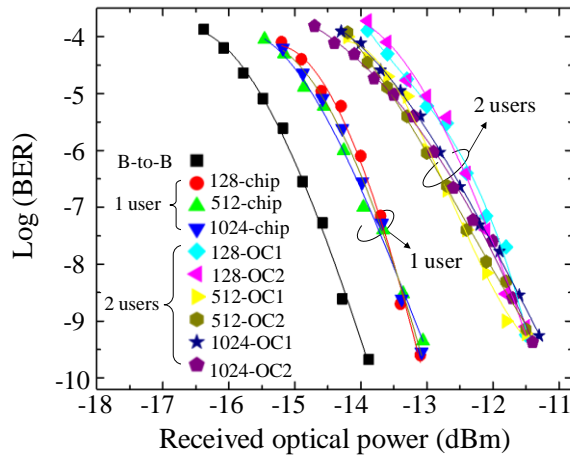 Log (BER)
-4
-5
-6
-7
-8
-9
-10
B-to-B
1 user
128-chip
512-chip
1024-chip
2 users
128-OC1
128-OC2
512-OC1
512-OC2
1024-OC1
1024-OC2
2 users
1 user
-18 -17 -16 -15 -14 -13 -12 -11
Received optical power (dBm)